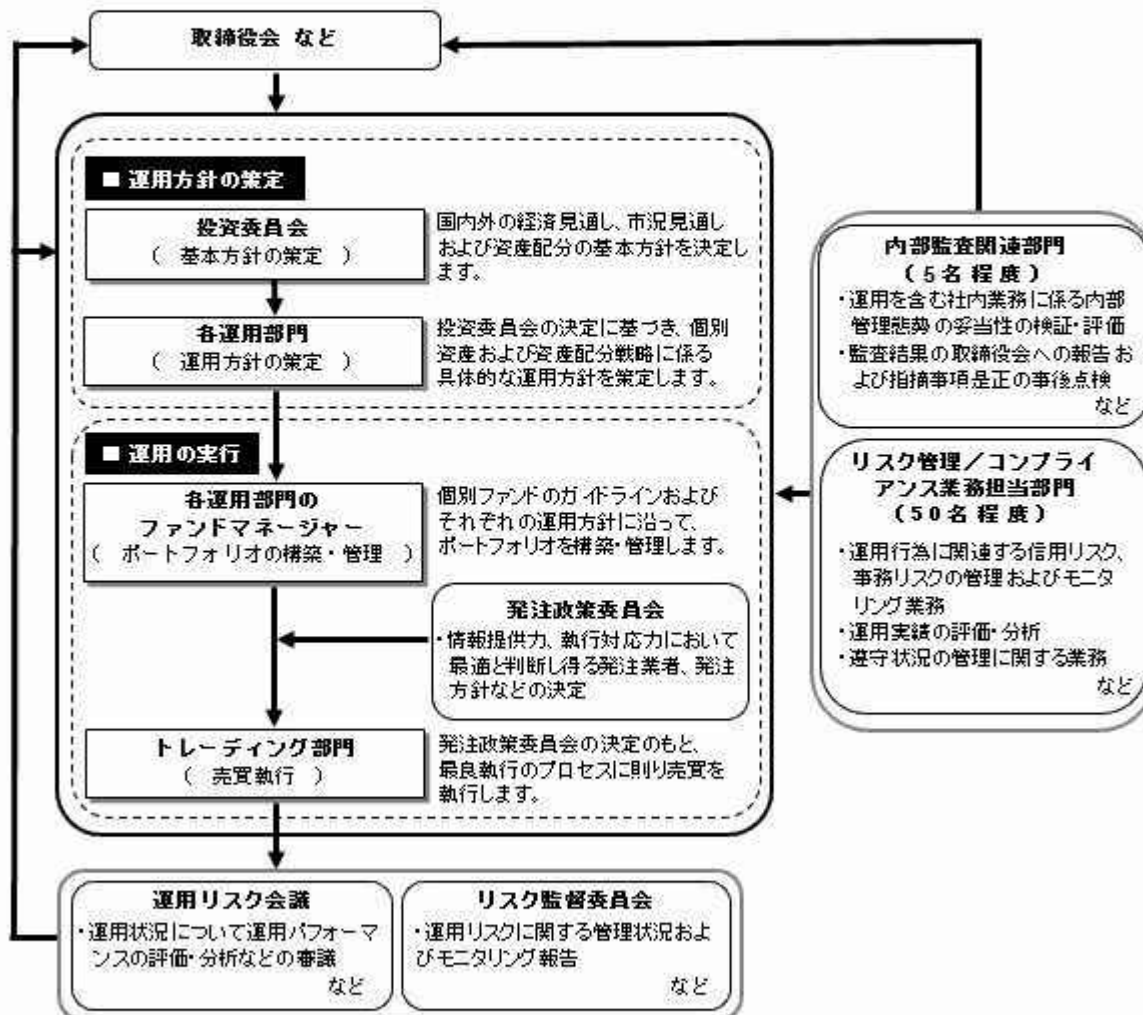 取締役会 など
■ 運用方針の策定
投資委員会
( 基本方針の策定 )
国内外の経済見通し、市況見通し
および資産配分の基本方針を決定し
ます。
各運用部門
( 運用方針の策定 )
投資委員会の決定に基づき、個別
資産および資産配分戦略に係る
具体的な運用方針を策定します。
■ 運用の実行
各運用部門の
ファンドマネージャー
( ポートフォリオの構築・管理 )
個別ファンドのガイドラインおよび
それぞれの運用方針に沿って、
ポートフォリオを構築・管理します。
発注政策委員会
・情報提供力、執行対応力において
最適と判断し得る発注業者、発注
方針などの決定
トレーディング部門
( 売買執行 )
発注政策委員会の決定のもと、
最良執行のプロセスに則り売買を
執行します。
内部監査関連部門
(5名程度)
・運用を含む社内業務に係る内部
管理態勢の妥当性の検証・評価
・監査結果の取締役会への報告お
よび指摘事項是正の事後点検
など
リスク管理/コンプライ
アンス業務担当部門
(50名程度)
・運用行為に関連する信用リスク、
事務リスクの管理およびモニタ
リング業務
・運用実績の評価・分析
・遵守状況の管理に関する業務
など
運用リスク会議
・運用状況について運用パフォーマ
ンスの評価・分析などの審議
など
リスク監督委員会
・運用リスクに関する管理状況およ
びモニタリング報告
など